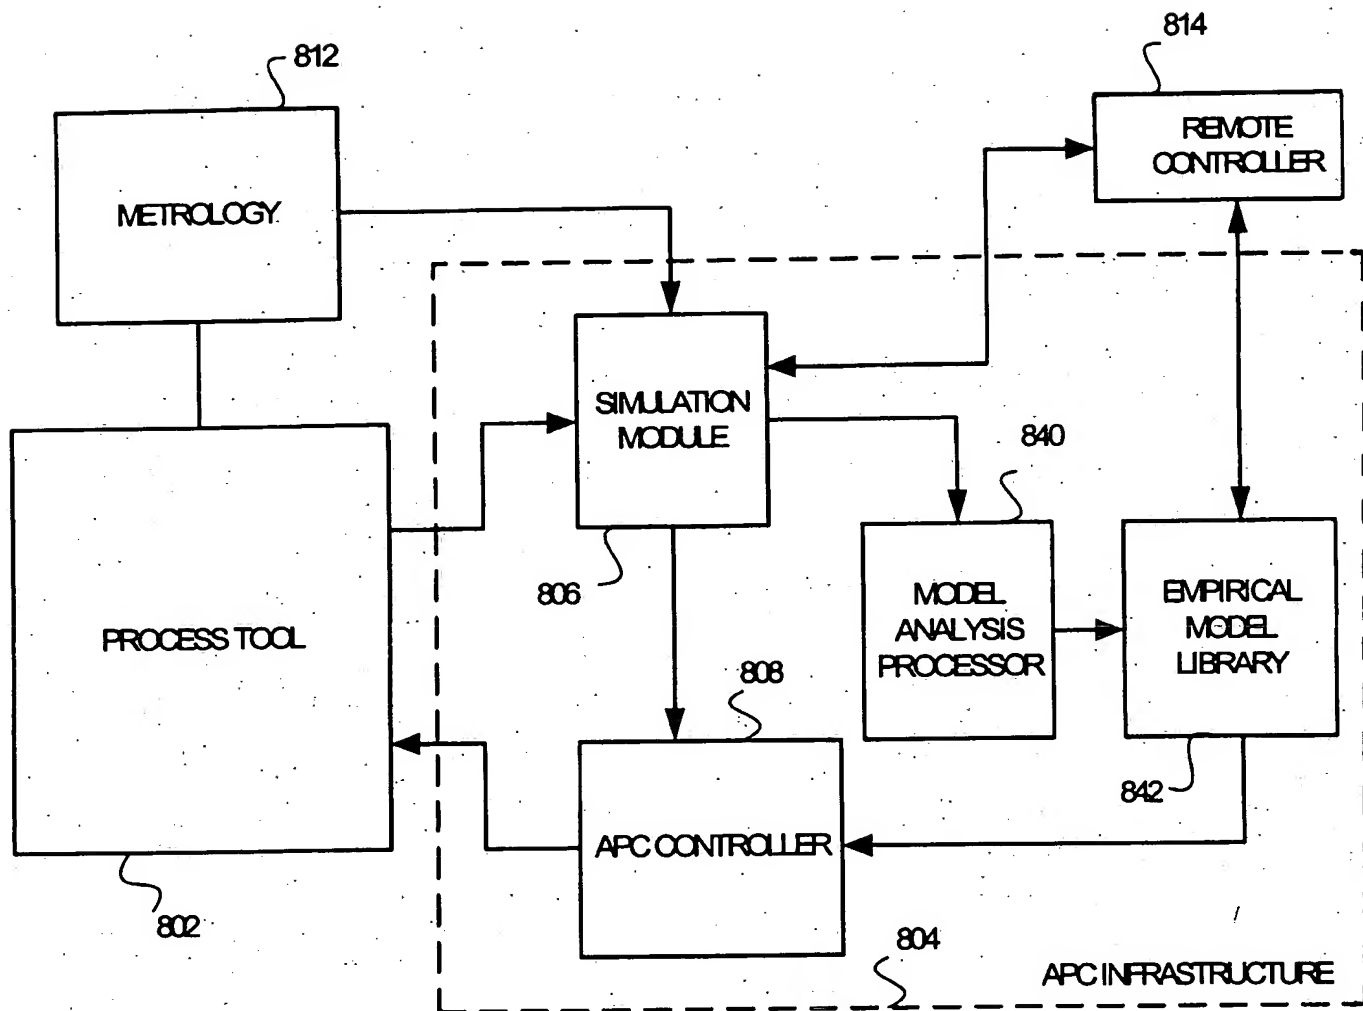 812
METROLOGY
814
REMOTE
CONTROLLER
SIMULATION
MODULE
806
840
MODEL
ANALYSIS
PROCESSOR
EMPIRICAL
MODEL
LIBRARY
842
PROCESS TOOL
802
808
APC CONTROLLER
804
APC INFRASTRUCTURE